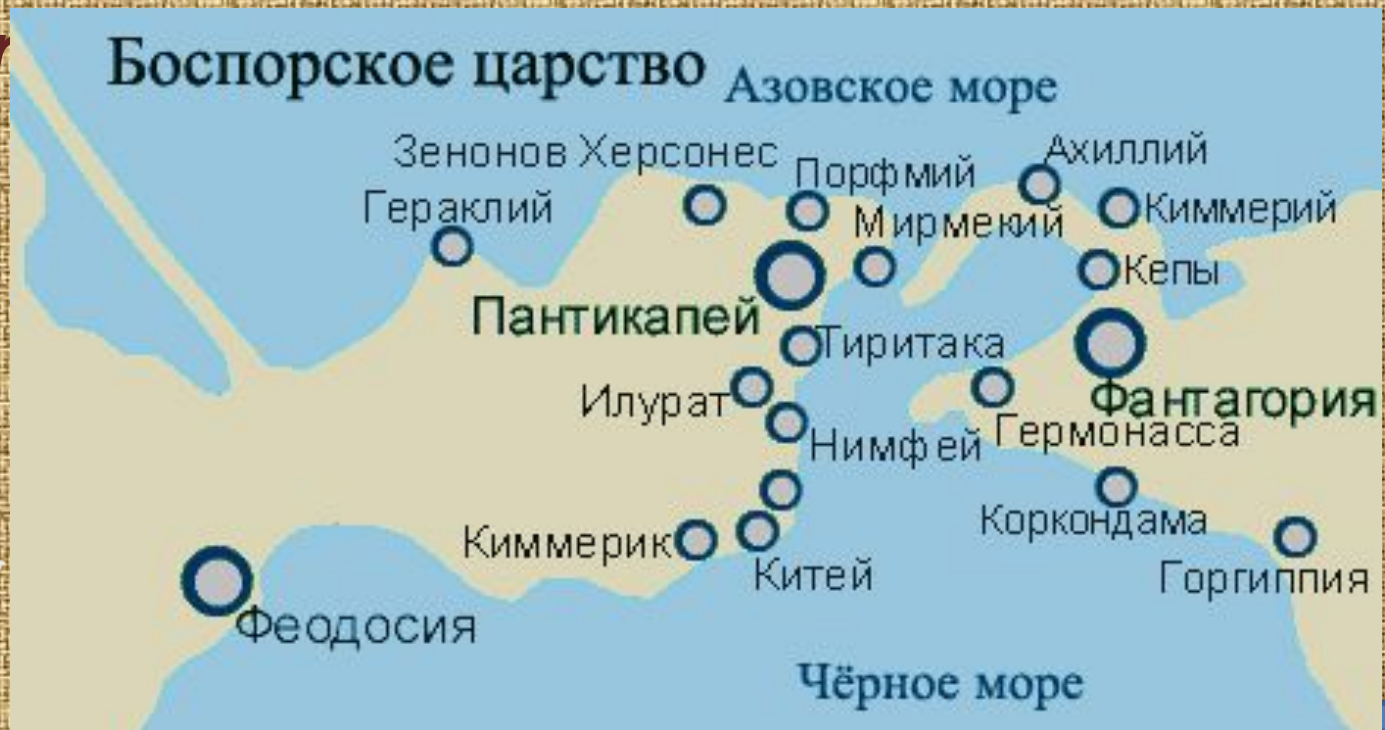 Боспорское царство
Азовское море
Зенонов Херсонес
Ахиллий
Порфмий
Гераклий
Киммерий
Мирмекий
Кепы
Пантикапей
Тиритака
Илурат
Фантагория
Гермонасса
Нимфей
Коркондама
Киммерик
Китей
Горгиппия
Феодосия
Чёрное море